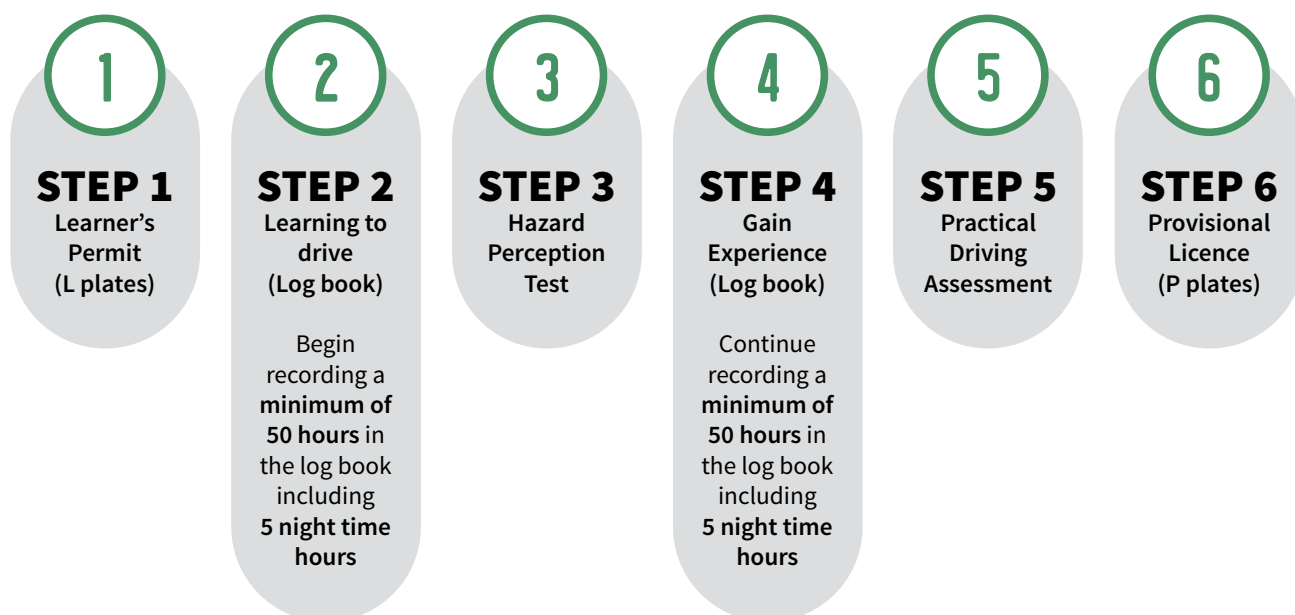 1
STEP 1
Learner's
Permit
(L plates)
2
STEP 2
Learning to
drive
(Log book)
Begin
recording a
minimum of
50 hours in
the log book
including
5 night time
hours
3
STEP 3
Hazard
Perception
Test
4
STEP 4
Gain
Experience
(Log book)
Continue
recording a
minimum of
50 hours in
the log book
including
5 night time
hours
5
STEP 5
Practical
Driving
Assessment
6
STEP 6
Provisional
Licence
(P plates)